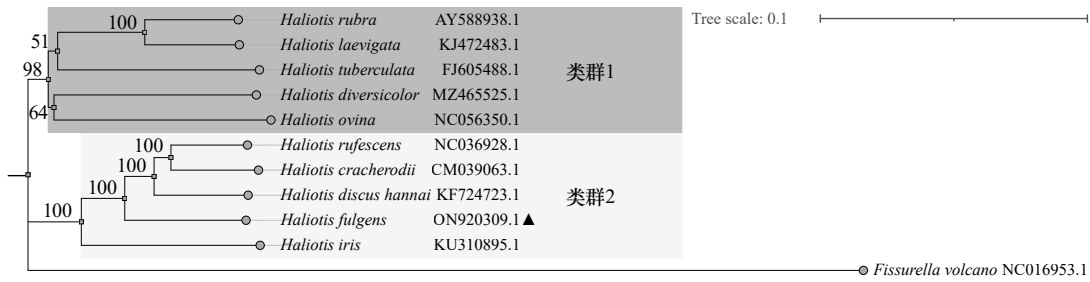 Tree scale: 0.1
100
Haliotis rubra AY588938.1
51
Haliotis laevigata KJ472483.1
98
Haliotis tuberculata FJ605488.1
类群1
Haliotis diversicolor MZ465525.1
64
Haliotis ovina NC056350.1
100
Haliotis rufescens NC036928.1
100
Haliotis cracherodii CM039063.1
100
Haliotis discus hannai KF724723.1
类群2
100
Haliotis fulgens ON920309.1▲
Haliotis iris KU310895.1
Fissurella volcano NC016953.1